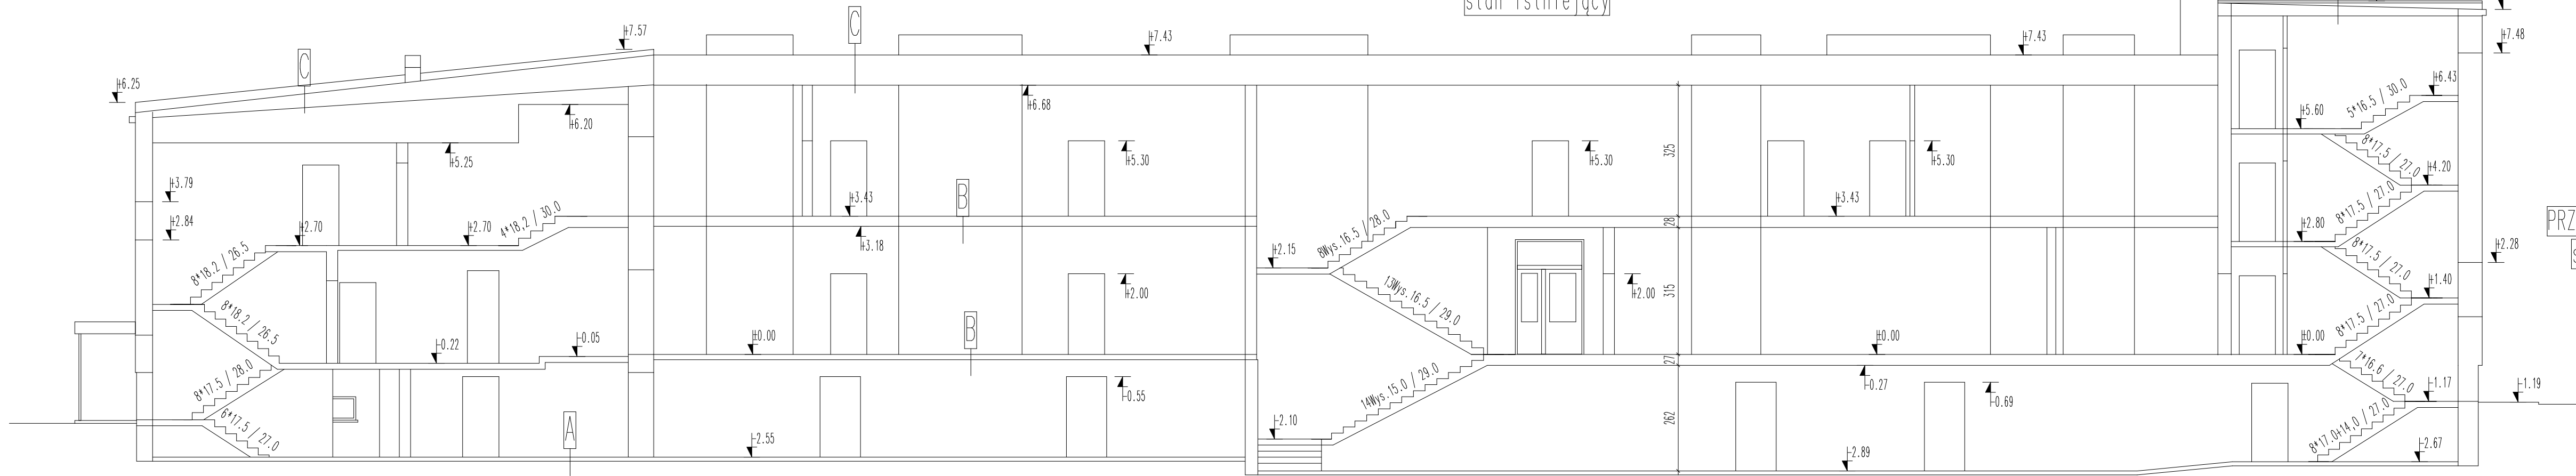 stan istniejący
C
C
+7.57
+7.43
+7.43
+7.48
+6.25
+6.43
5*16.5 / 30.0
+6.68
+5.60
+6.20
325
8*17.5 / 27.0
+5.25
+5.30
+5.30
+5.30
+4.20
+3.79
+3.43
B
+3.43
8*17.5 / 27.0
PRZ
+2.84
+2.70
+2.70
4*18,2 / 30.0
28
+2.80
+3.18
8Wys.16.5 / 28.0
+2.15
8*17.5 / 27.0
+2.28
8*18.2 / 26.5
+2.00
13Wys.16.5 / 29.0
+2.00
315
+1.40
8*18.2 / 26.5
B
8*17.5 / 27.0
-0.22
-0.05
±0.00
±0.00
±0.00
27
7*16.6 / 27.0
8*17.5 / 28.0
-0.55
14Wys.15.0 / 29.0
-0.27
-0.69
-1.17
-1.19
6*17.5 / 27.0
A
-2.10
262
8*17.0+14,0 / 27.0
-2.55
-2.89
-2.67